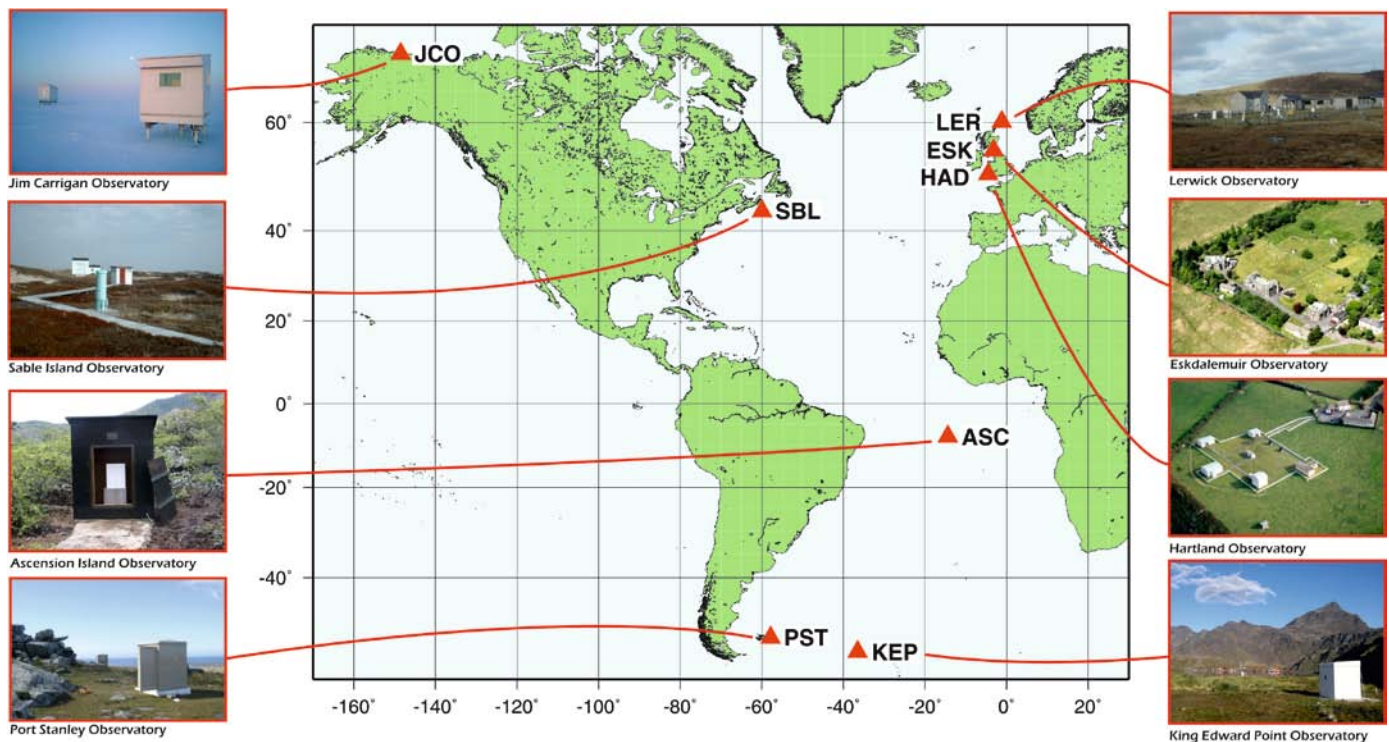 Jim Carrigan Observatory
Sable Island Observatory
Ascension Island Observatory
Port Stanley Observatory
60°
40°
20°
0°
-20°
-40°
-160° -140° -120° -100° -80° -60° -40° -20° 0° 20°
JCO
SBL
LER
ESK
HAD
ASC
PST
KEP
Lerwick Observatory
Eskdalemuir Observatory
Hartland Observatory
King Edward Point Observatory